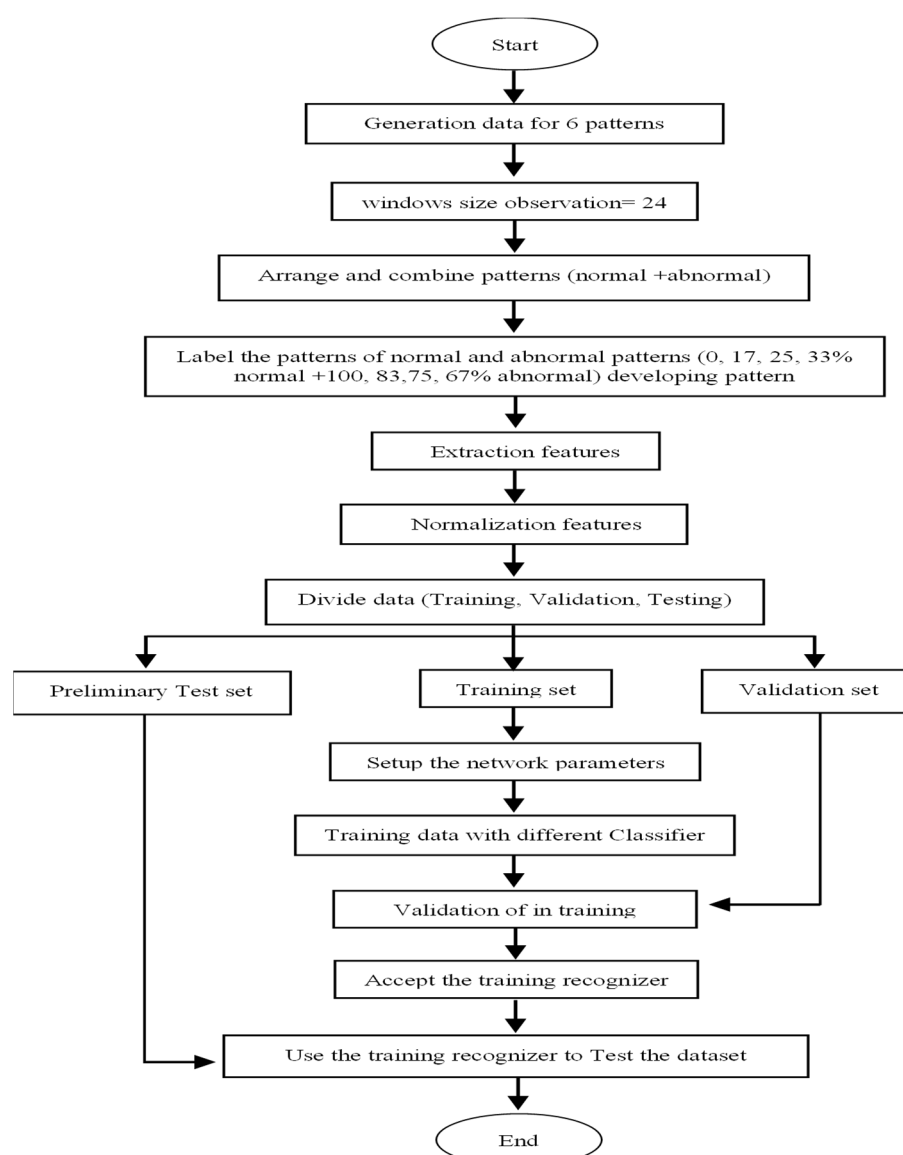 Start
Generation data for 6 patterns
windows size observation= 24
Arrange and combine patterns (normal +abnormal)
Label the patterns of normal and abnormal patterns (0, 17, 25, 33%
normal +100, 83,75, 67% abnormal) developing pattern
Extraction features
Normalization features
Divide data (Training, Validation, Testing)
Preliminary Test set
Training set
Validation set
Setup the network parameters
Training data with different Classifier
Validation of in training
Accept the training recognizer
Use the training recognizer to Test the dataset
End